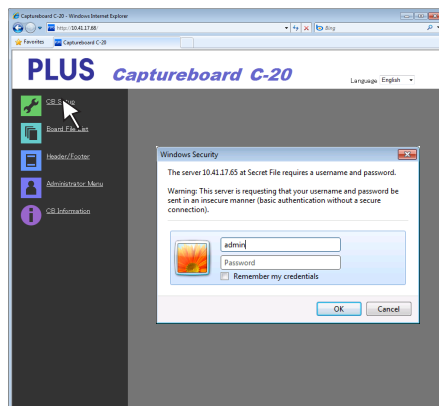 Captureboard C-20 - Windows Internet Explorer
http://10.41.17.68/
Bing
Favorites
Captureboard C-20
PLUS Captureboard C-20
Language English
CB Setup
Board File List
Header/Footer
Administrator Menu
CB Information
Windows Security
The server 10.41.17.65 at Secret File requires a username and password.
Warning: This server is requesting that your username and password be
sent in an insecure manner (basic authentication without a secure
connection).
admin
Password
Remember my credentials
OK
Cancel